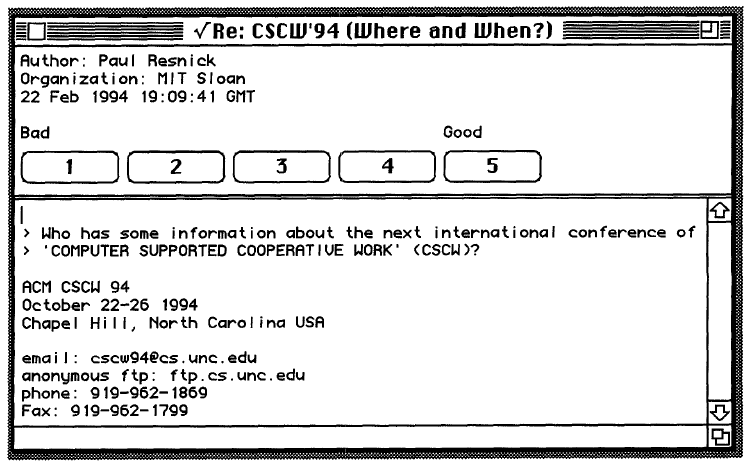 √Re: CSCW'94 (Where and When?)
Author: Paul Resnick
Organization: MIT Sloan
22 Feb 1994 19:09:41 GMT
Bad Good
1 2 3 4 5
> Who has some information about the next international conference of
> 'COMPUTER SUPPORTED COOPERATIVE WORK' (CSCW)?
ACM CSCW 94
October 22-26 1994
Chapel Hill, North Carolina USA
email: cscw94@cs.unc.edu
anonymous ftp: ftp.cs.unc.edu
phone: 919-962-1869
Fax: 919-962-1799